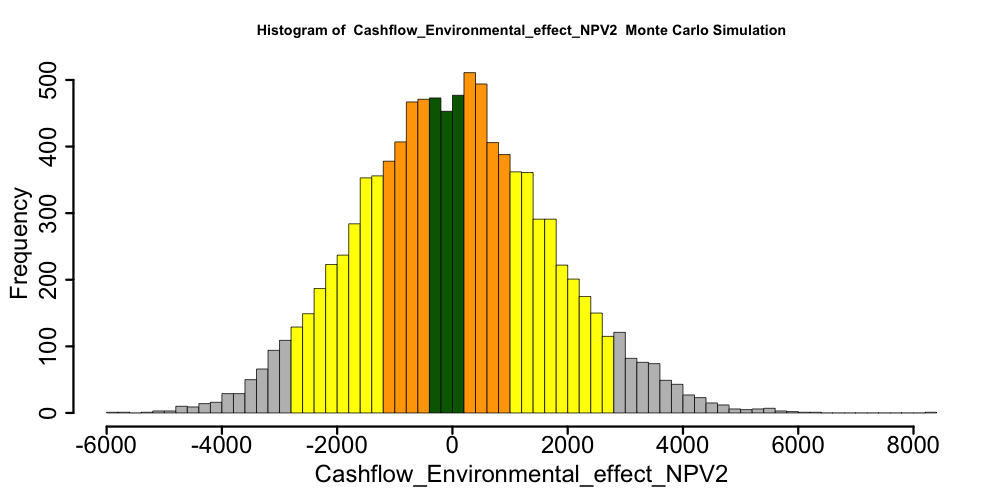 Histogram of  Cashflow_Environmental_effect_NPV2  Monte Carlo Simulation
500
400
300
200
100
0
Frequency
-6000 -4000 -2000 0 2000 4000 6000 8000
Cashflow_Environmental_effect_NPV2